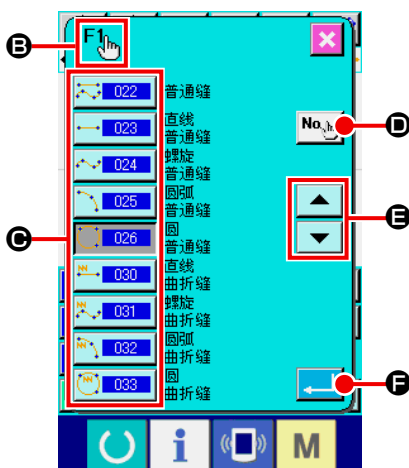 B
F1
022 普通缝
直线
023 普通缝
No.
D
螺旋
024 普通缝
圆弧
025 普通缝
E
C
圆
026 普通缝
直线
030 曲折缝
螺旋
031 曲折缝
圆弧
032 曲折缝
圆
033 曲折缝
F
i
M